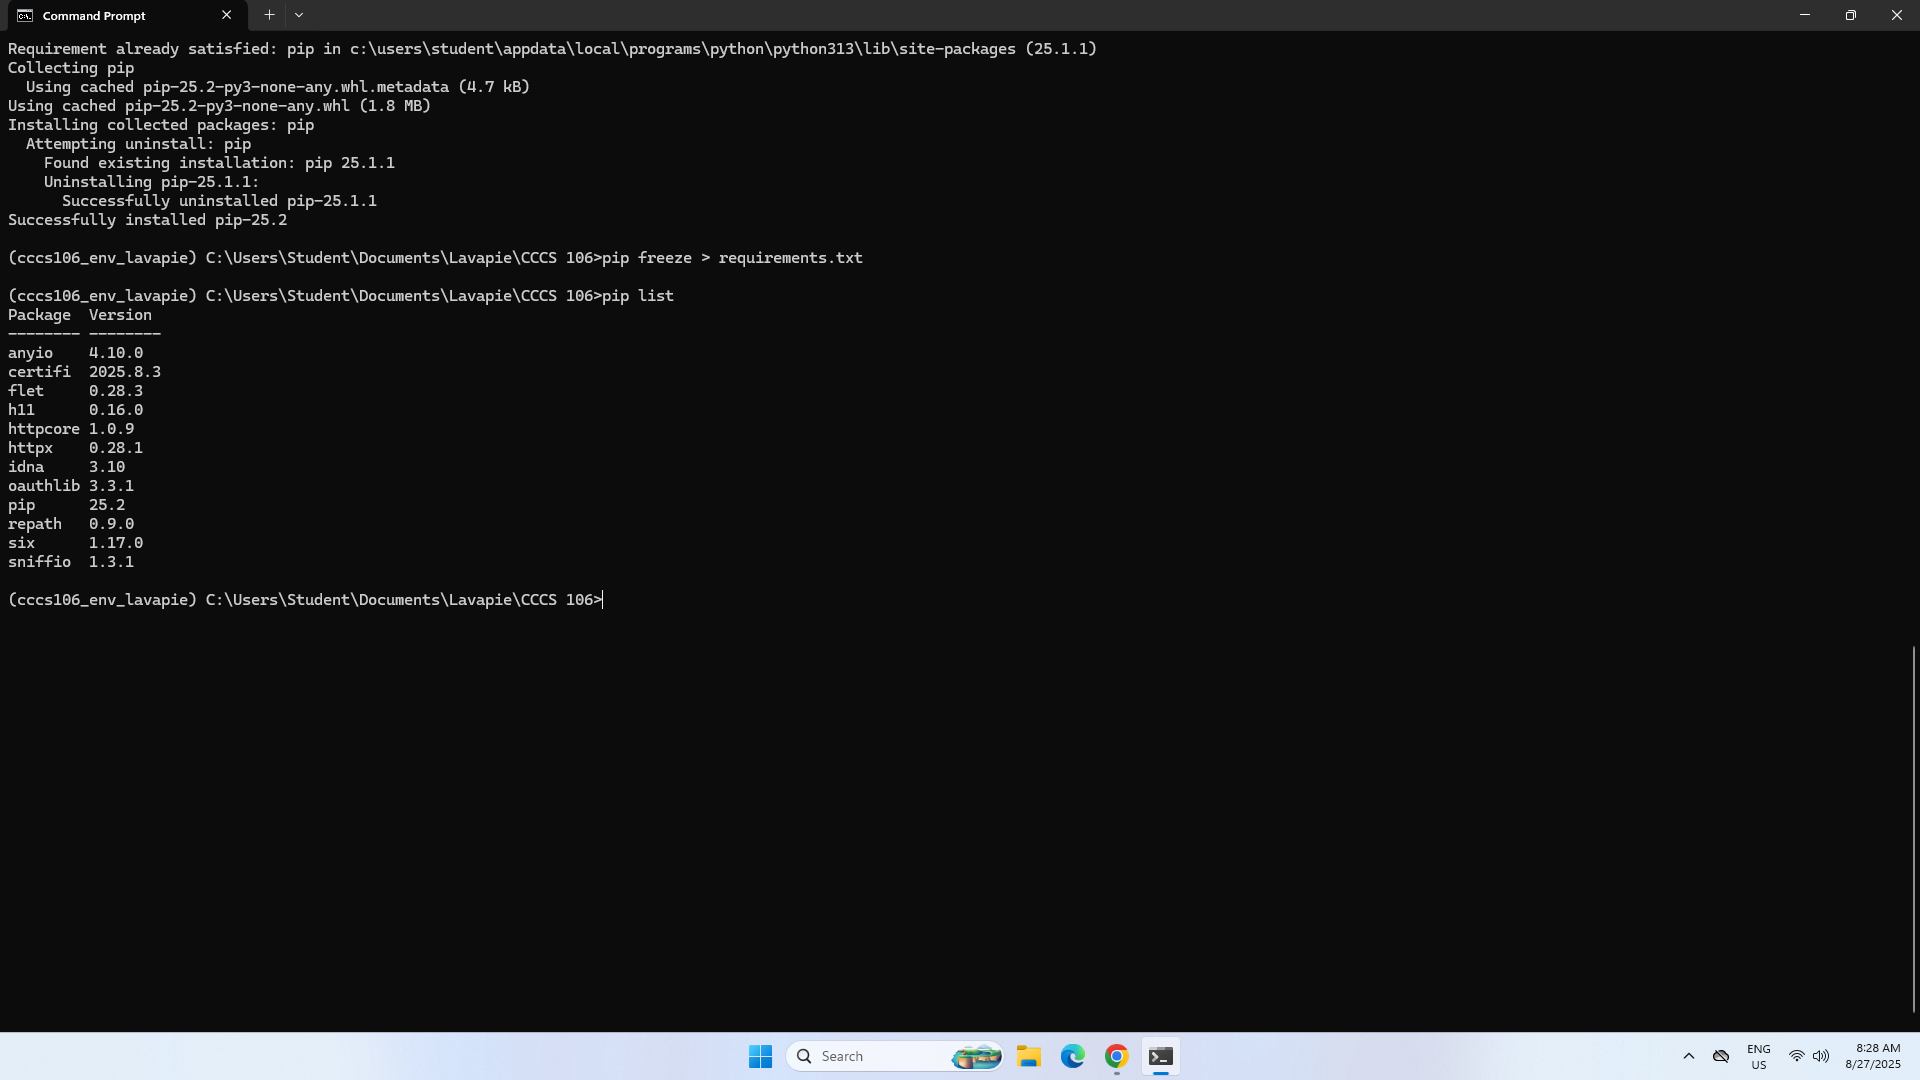 Command Prompt
Requirement already satisfied: pip in c:\users\student\appdata\local\programs\python\python313\lib\site-packages (25.1.1)
Collecting pip
  Using cached pip-25.2-py3-none-any.whl.metadata (4.7 kB)
Using cached pip-25.2-py3-none-any.whl (1.8 MB)
Installing collected packages: pip
  Attempting uninstall: pip
    Found existing installation: pip 25.1.1
    Uninstalling pip-25.1.1:
      Successfully uninstalled pip-25.1.1
Successfully installed pip-25.2

(cccs106_env_lavapie) C:\Users\Student\Documents\Lavapie\CCCS 106>pip freeze > requirements.txt

(cccs106_env_lavapie) C:\Users\Student\Documents\Lavapie\CCCS 106>pip list
Package  Version
-------- --------
anyio    4.10.0
certifi  2025.8.3
flet     0.28.3
h11      0.16.0
httpcore 1.0.9
httpx    0.28.1
idna     3.10
oauthlib 3.3.1
pip      25.2
repath   0.9.0
six      1.17.0
sniffio  1.3.1

(cccs106_env_lavapie) C:\Users\Student\Documents\Lavapie\CCCS 106>
Search
ENG
US
8:28 AM
8/27/2025